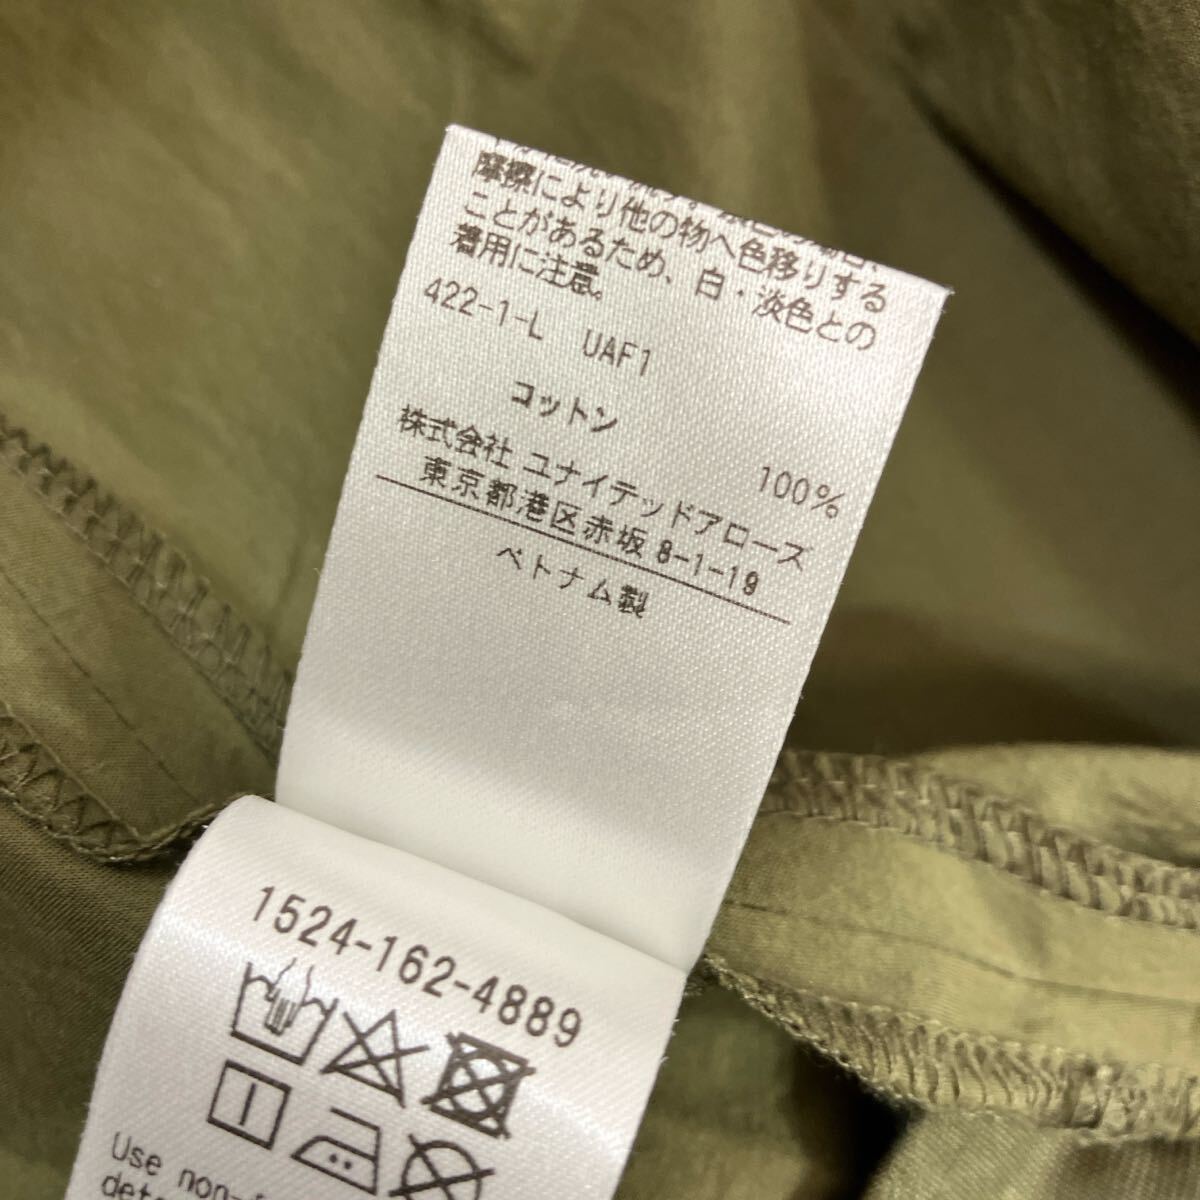 摩擦により他の物へ色移りする
ことがあるため、白・淡色との
着用に注意。
422-1-L UAF1
コットン 100%
株式会社 ユナイテッドアローズ
東京都港区赤坂 8-1-19
ベトナム製
1524-162-4889
Use non-
dete